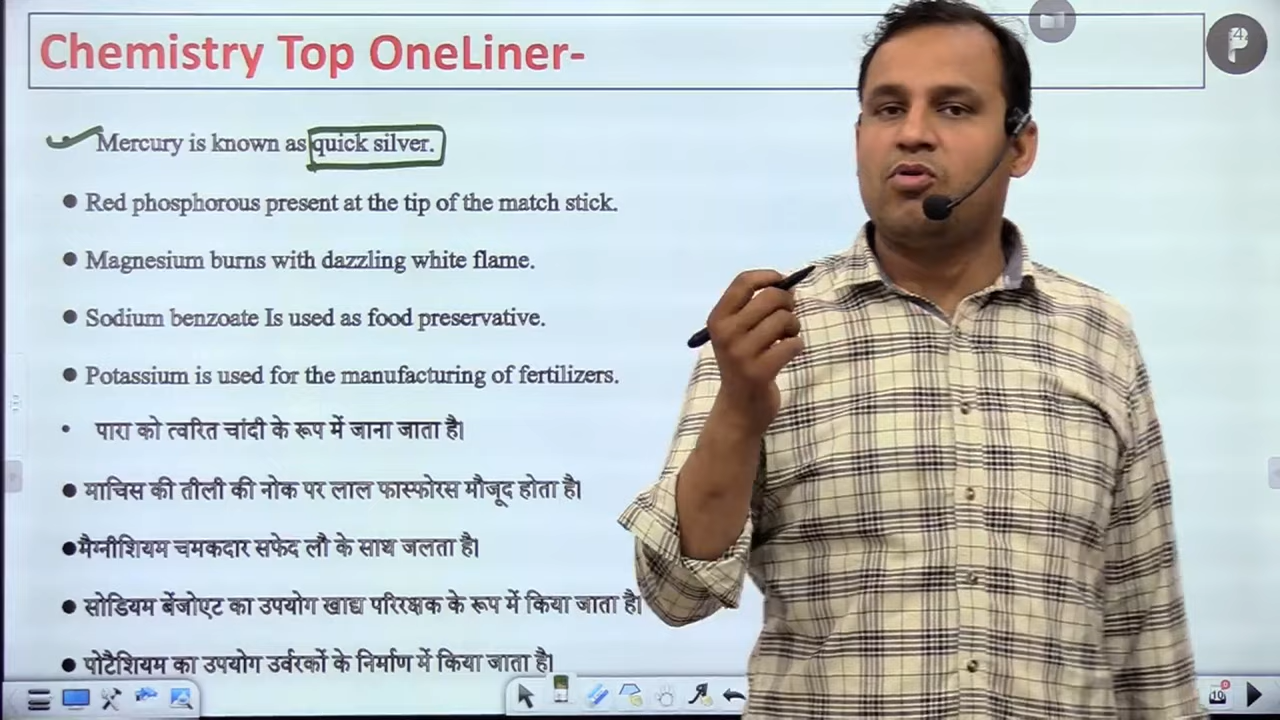 Chemistry Top OneLiner-
Mercury is known as quick silver.
● Red phosphorous present at the tip of the match stick.
● Magnesium burns with dazzling white flame.
● Sodium benzoate Is used as food preservative.
● Potassium is used for the manufacturing of fertilizers.
• पारा को त्वरित चांदी के रूप में जाना जाता है।
● माचिस की तीली की नोक पर लाल फास्फोरस मौजूद होता है।
●मैग्नीशियम चमकदार सफेद लौ के साथ जलता है।
● सोडियम बेंजोएट का उपयोग खाद्य परिरक्षक के रूप में किया जाता है।
● पोटैशियम का उपयोग उर्वरकों के निर्माण में किया जाता है।